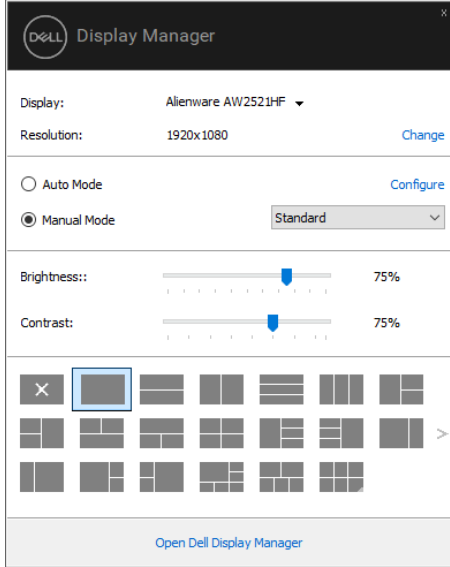 x
DELL Display Manager
Display: Alienware AW2521HF
Resolution: 1920x1080 Change
Auto Mode Configure
Manual Mode Standard
Brightness:: 75%
Contrast: 75%
Open Dell Display Manager